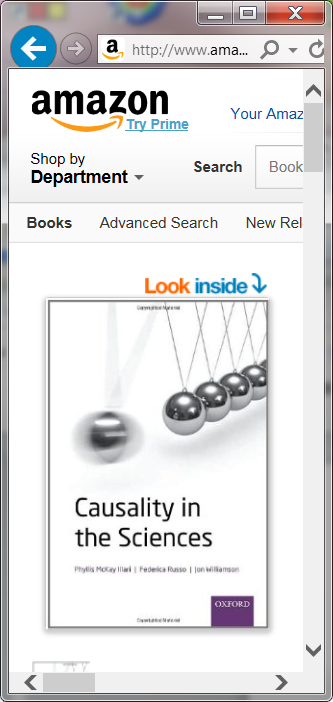 http://www.ama...
amazon
Try Prime
Your Amaz
Shop by
Department
Search
Book
Books Advanced Search New Rel
Look inside
Copyrighted Material
Causality in
the Sciences
Phyllis McKay Illari | Federica Russo | Jon Williamson
OXFORD
Copyrighted Material